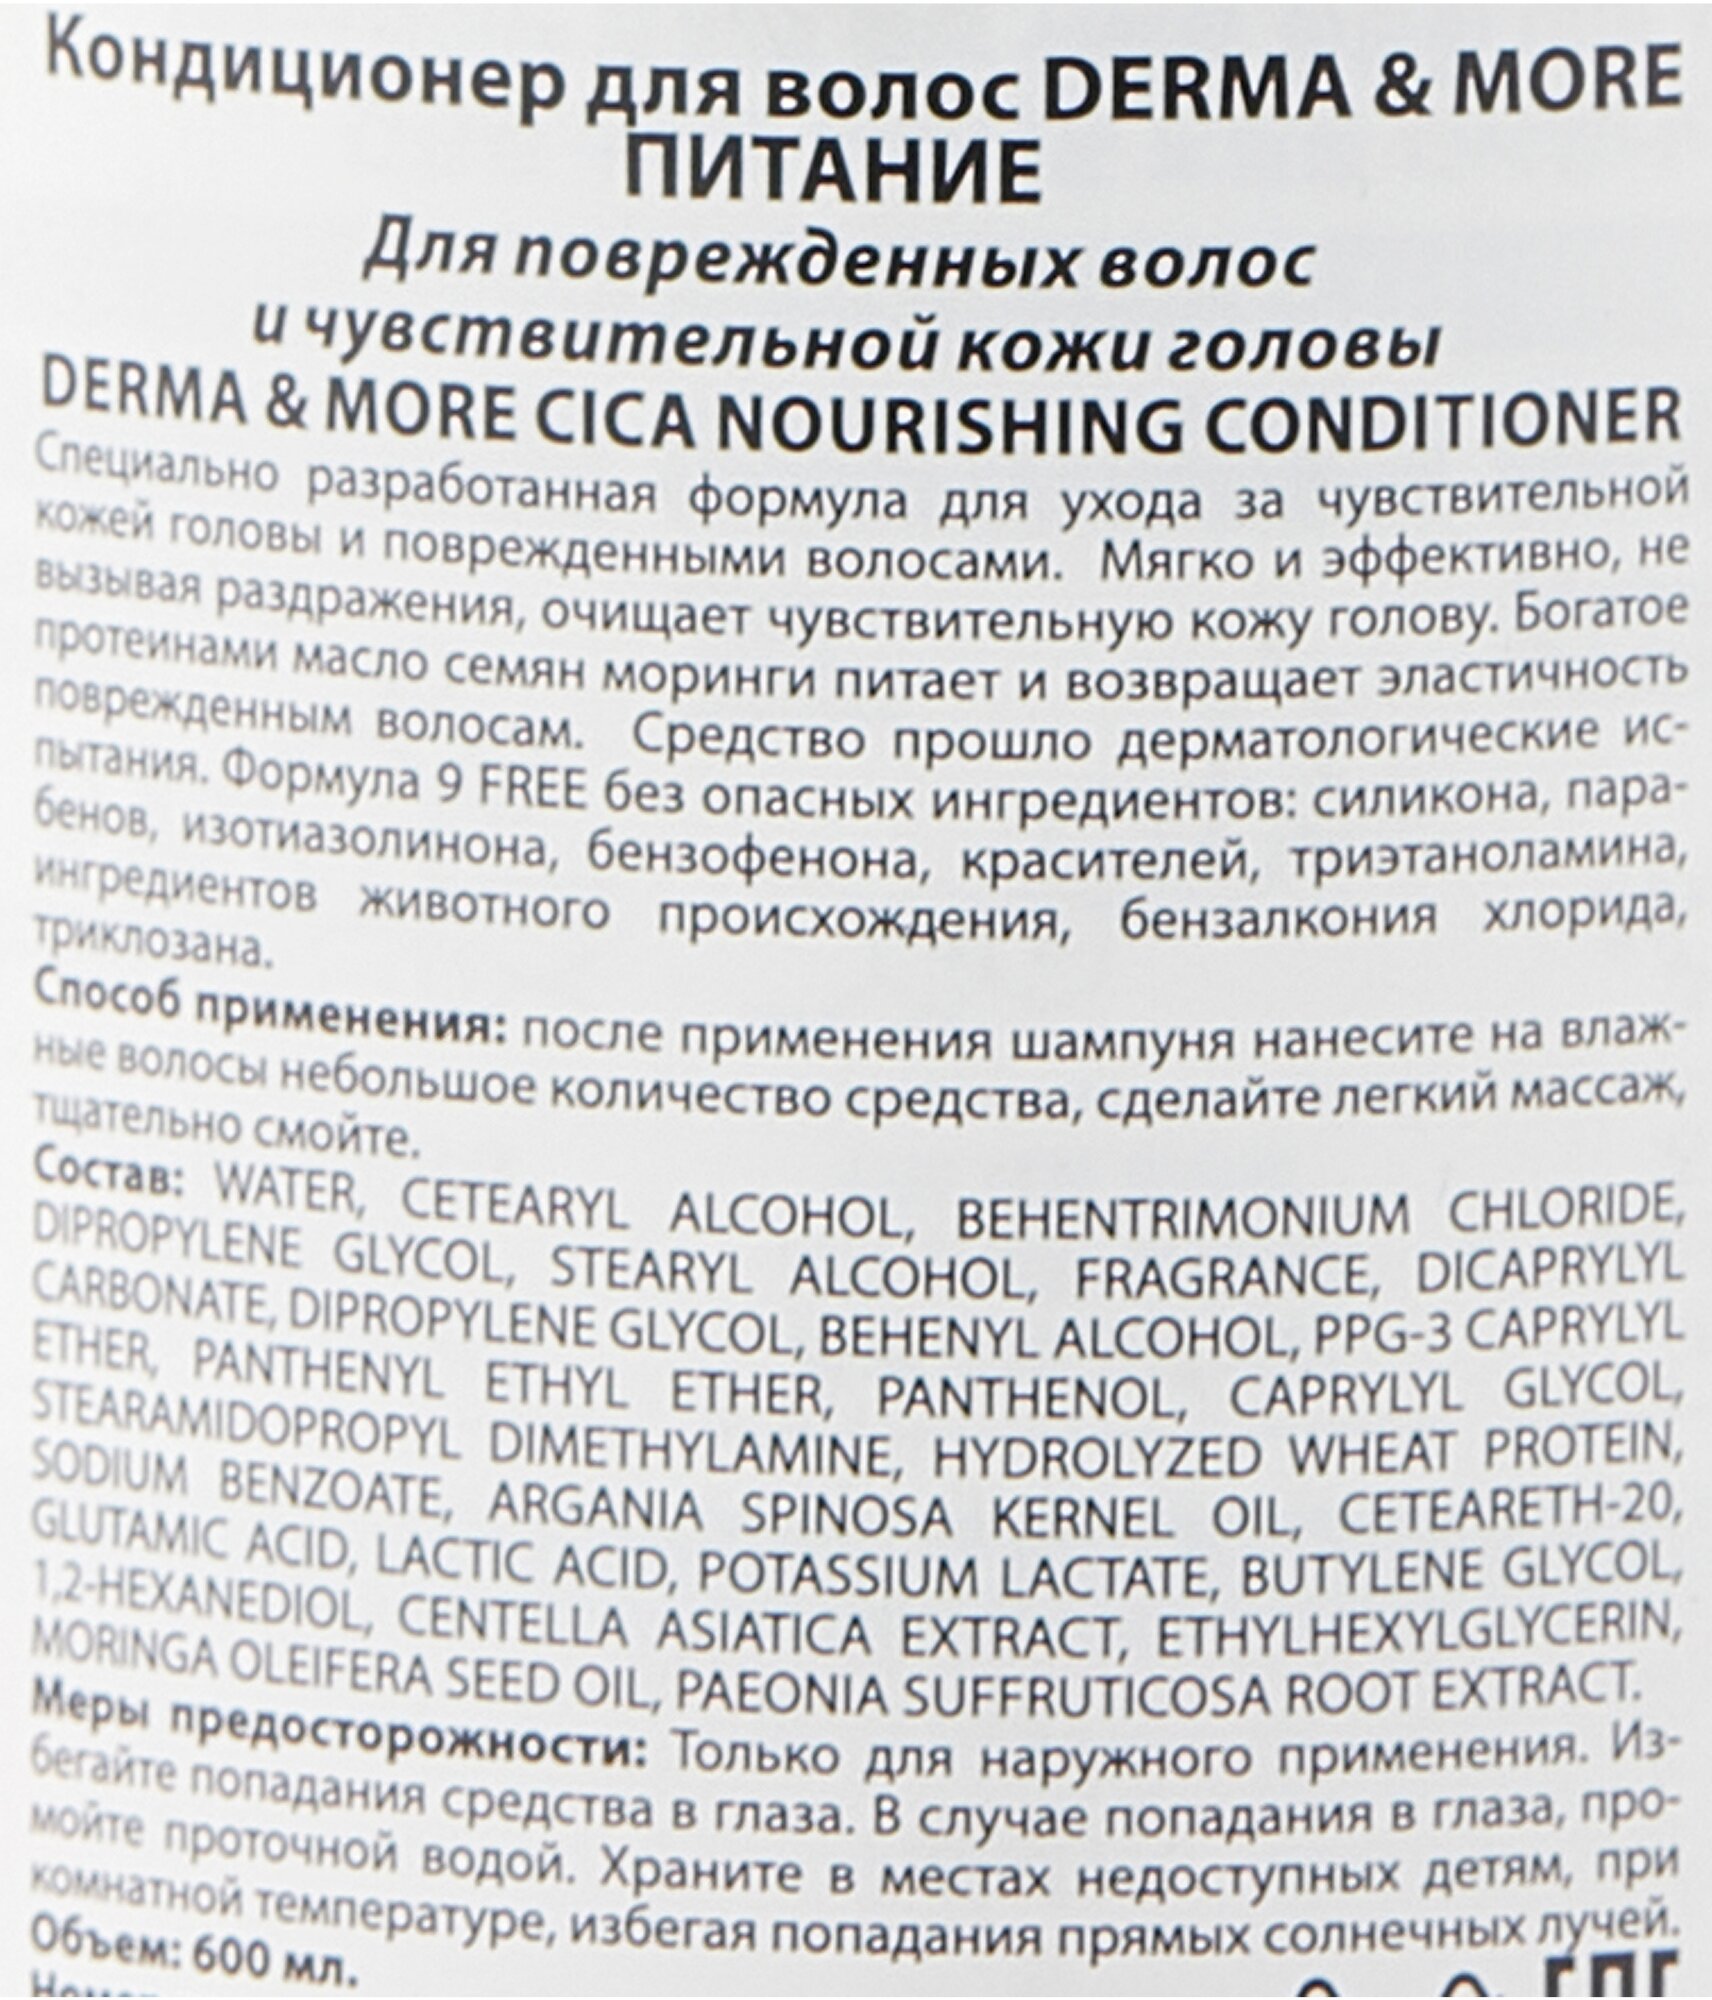 Кондиционер для волос DERMA & MORE
ПИТАНИЕ
Для поврежденных волос
и чувствительной кожи головы
DERMA & MORE CICA NOURISHING CONDITIONER
Специально разработанная формула для ухода за чувствительной
кожей головы и поврежденными волосами. Мягко и эффективно, не
вызывая раздражения, очищает чувствительную кожу голову. Богатое
протеинами масло семян моринги питает и возвращает эластичность
поврежденным волосам. Средство прошло дерматологические ис-
пытания. Формула 9 FREE без опасных ингредиентов: силикона, пара-
бенов, изотиазолинона, бензофенона, красителей, триэтаноламина,
ингредиентов животного происхождения, бензалкония хлорида,
триклозана.
Способ применения: после применения шампуня нанесите на влаж-
ные волосы небольшое количество средства, сделайте легкий массаж,
тщательно смойте.
Состав: WATER, CETEARYL ALCOHOL, BEHENTRIMONIUM CHLORIDE,
DIPROPYLENE GLYCOL, STEARYL ALCOHOL, FRAGRANCE, DICAPRYLYL
CARBONATE, DIPROPYLENE GLYCOL, BEHENYL ALCOHOL, PPG-3 CAPRYLYL
ETHER, PANTHENYL ETHYL ETHER, PANTHENOL, CAPRYLYL GLYCOL,
STEARAMIDOPROPYL DIMETHYLAMINE, HYDROLYZED WHEAT PROTEIN,
SODIUM BENZOATE, ARGANIA SPINOSA KERNEL OIL, CETEARETH-20,
GLUTAMIC ACID, LACTIC ACID, POTASSIUM LACTATE, BUTYLENE GLYCOL,
1,2-HEXANEDIOL, CENTELLA ASIATICA EXTRACT, ETHYLHEXYLGLYCERIN,
MORINGA OLEIFERA SEED OIL, PAEONIA SUFFRUTICOSA ROOT EXTRACT.
Меры предосторожности: Только для наружного применения. Из-
бегайте попадания средства в глаза. В случае попадания в глаза, про-
мойте проточной водой. Храните в местах недоступных детям, при
комнатной температуре, избегая попадания прямых солнечных лучей.
Объем: 600 мл.